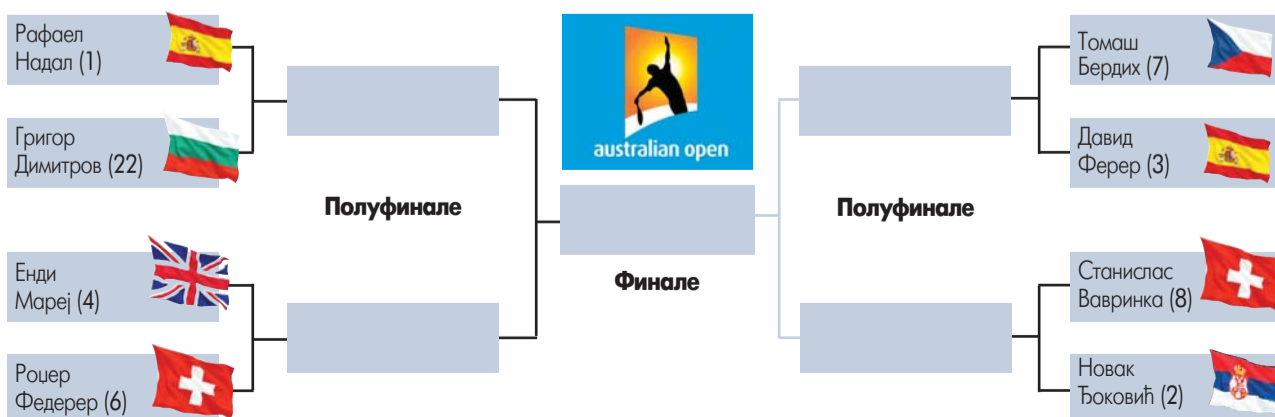 Рафаел
Надал (1)
Григор
Димитров (22)
Полуфинале
Енди
Мареј (4)
Роџер
Федерер (6)
australian open
Финале
Томаш
Бердих (7)
Давид
Ферер (3)
Полуфинале
Станислас
Вавринка (8)
Новак
Ђоковић (2)